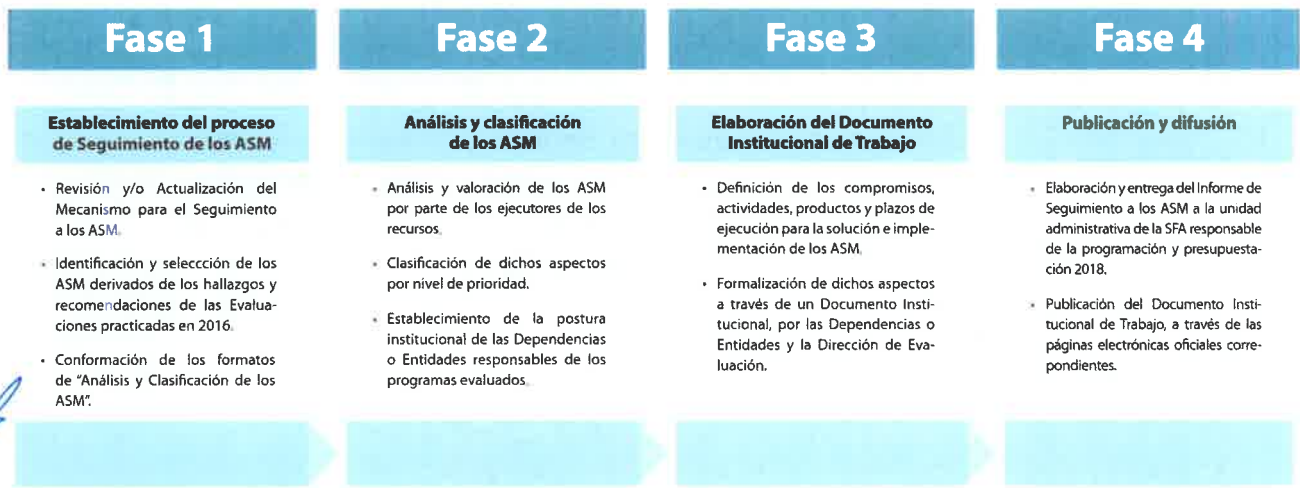 Fase 1
Establecimiento del proceso
de Seguimiento de los ASM
• Revisión y/o Actualización del
Mecanismo para el Seguimiento
a los ASM.
• Identificación y seleccción de los
ASM derivados de los hallazgos y
recomendaciones de las Evalua-
ciones practicadas en 2016.
• Conformación de los formatos
de "Análisis y Clasificación de los
ASM".
Fase 2
Análisis y clasificación
de los ASM
• Análisis y valoración de los ASM
por parte de los ejecutores de los
recursos.
• Clasificación de dichos aspectos
por nivel de prioridad.
• Establecimiento de la postura
institucional de las Dependencias
o Entidades responsables de los
programas evaluados.
Fase 3
Elaboración del Documento
Institucional de Trabajo
• Definición de los compromisos,
actividades, productos y plazos de
ejecución para la solución e imple-
mentación de los ASM.
• Formalización de dichos aspectos
a través de un Documento Insti-
tucional, por las Dependencias o
Entidades y la Dirección de Eva-
luación.
Fase 4
Publicación y difusión
• Elaboración y entrega del Informe de
Seguimiento a los ASM a la unidad
administrativa de la SFA responsable
de la programación y presupuesta-
ción 2018.
• Publicación del Documento Insti-
tucional de Trabajo, a través de las
páginas electrónicas oficiales corre-
pondientes.